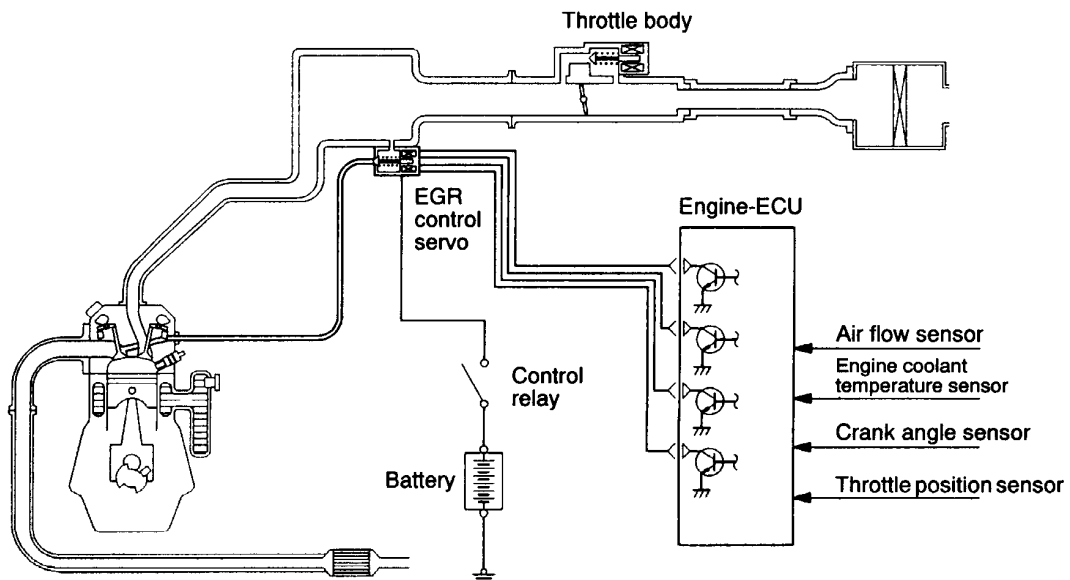 Throttle body
EGR
control
servo
Engine-ECU
Air flow sensor
Engine coolant
temperature sensor
Control
relay
Crank angle sensor
Battery
Throttle position sensor